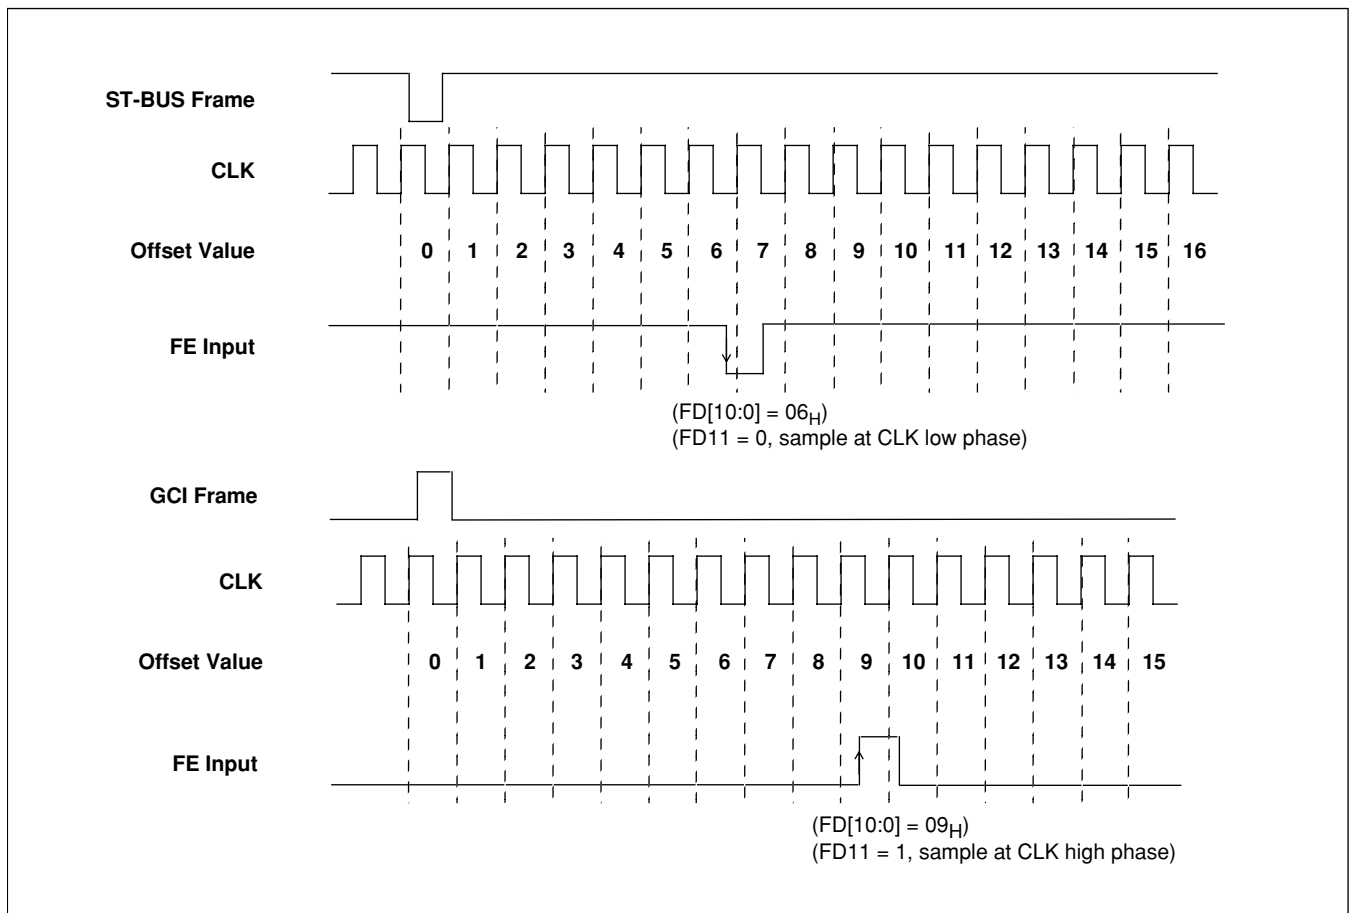 ST-BUS Frame
CLK
Offset Value 0 1 2 3 4 5 6 7 8 9 10 11 12 13 14 15 16
FE Input
(FD[10:0] = 06H)
(FD11 = 0, sample at CLK low phase)
GCI Frame
CLK
Offset Value 0 1 2 3 4 5 6 7 8 9 10 11 12 13 14 15
FE Input
(FD[10:0] = 09H)
(FD11 = 1, sample at CLK high phase)